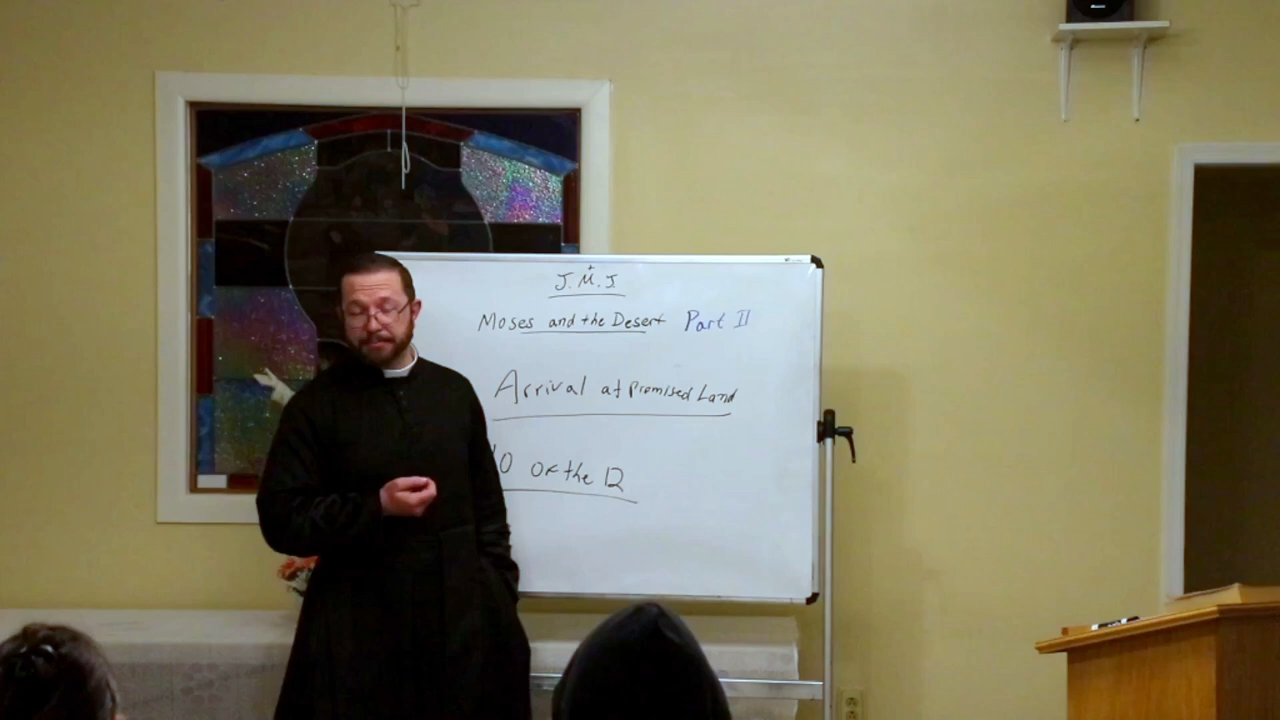 J.M.J.
Moses and the Desert Part II
Arrival at Promised Land
10 of the 12